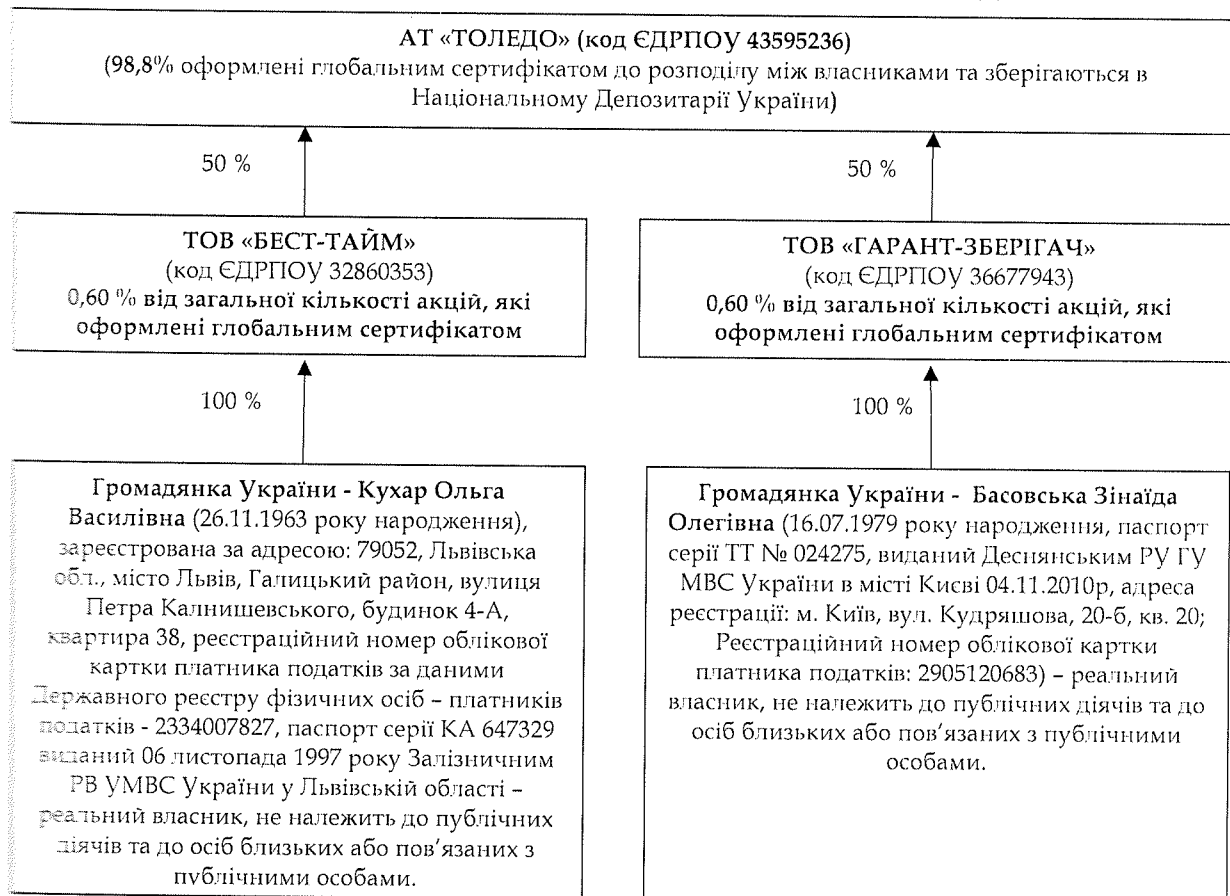 АТ «ТОЛЕДО» (код ЄДРПОУ 43595236)
(98,8% оформлені глобальним сертифікатом до розподілу між власниками та зберігаються в
Національному Депозитарії України)
50 %
50 %
ТОВ «БЕСТ-ТАЙМ»
(код ЄДРПОУ 32860353)
0,60 % від загальної кількості акцій, які
оформлені глобальним сертифікатом
ТОВ «ГАРАНТ-ЗБЕРІГАЧ»
(код ЄДРПОУ 36677943)
0,60 % від загальної кількості акцій, які
оформлені глобальним сертифікатом
100 %
100 %
Громадянка України - Кухар Ольга
Василівна (26.11.1963 року народження),
зареєстрована за адресою: 79052, Львівська
обл., місто Львів, Галицький район, вулиця
Петра Калнишевського, будинок 4-А,
квартира 38, реєстраційний номер облікової
картки платника податків за даними
Державного реєстру фізичних осіб – платників
податків - 2334007827, паспорт серії КА 647329
виданий 06 листопада 1997 року Залізничним
РВ УМВС України у Львівській області –
реальний власник, не належить до публічних
діячів та до осіб близьких або пов’язаних з
публічними особами.
Громадянка України - Басовська Зінаїда
Олегівна (16.07.1979 року народження, паспорт
серії ТТ № 024275, виданий Деснянським РУ ГУ
МВС України в місті Києві 04.11.2010р, адреса
реєстрації: м. Київ, вул. Кудряшова, 20-б, кв. 20;
Реєстраційний номер облікової картки
платника податків: 2905120683) – реальний
власник, не належить до публічних діячів та до
осіб близьких або пов’язаних з публічними
особами.